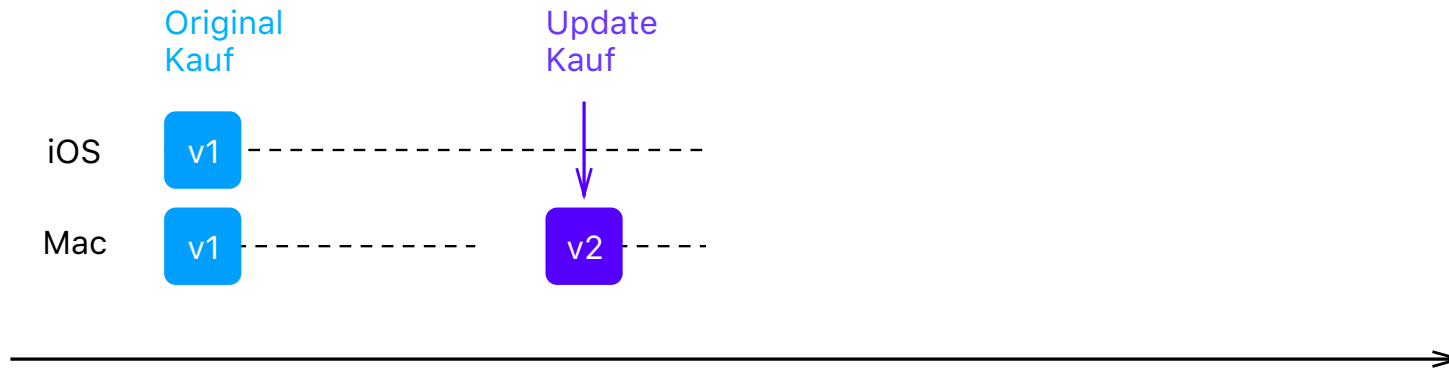 Original
Kauf
Update
Kauf
iOS
v1
Mac
v1
v2